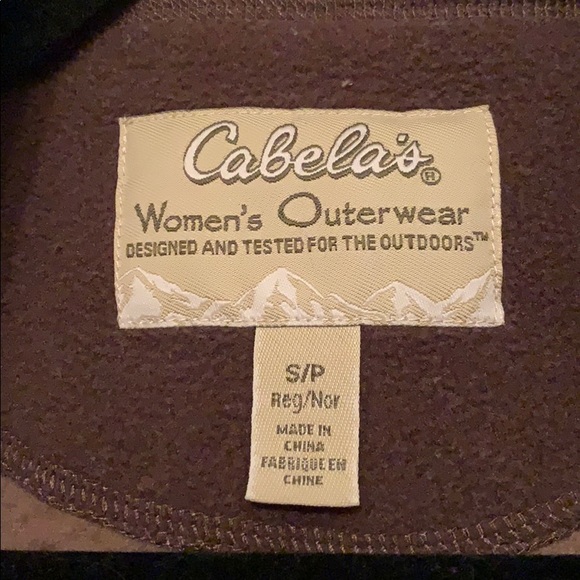 Cabela's®
Women's Outerwear
DESIGNED AND TESTED FOR THE OUTDOORS™
S/P
Reg/Nor
MADE IN
CHINA
FABRIQUE EN
CHINE